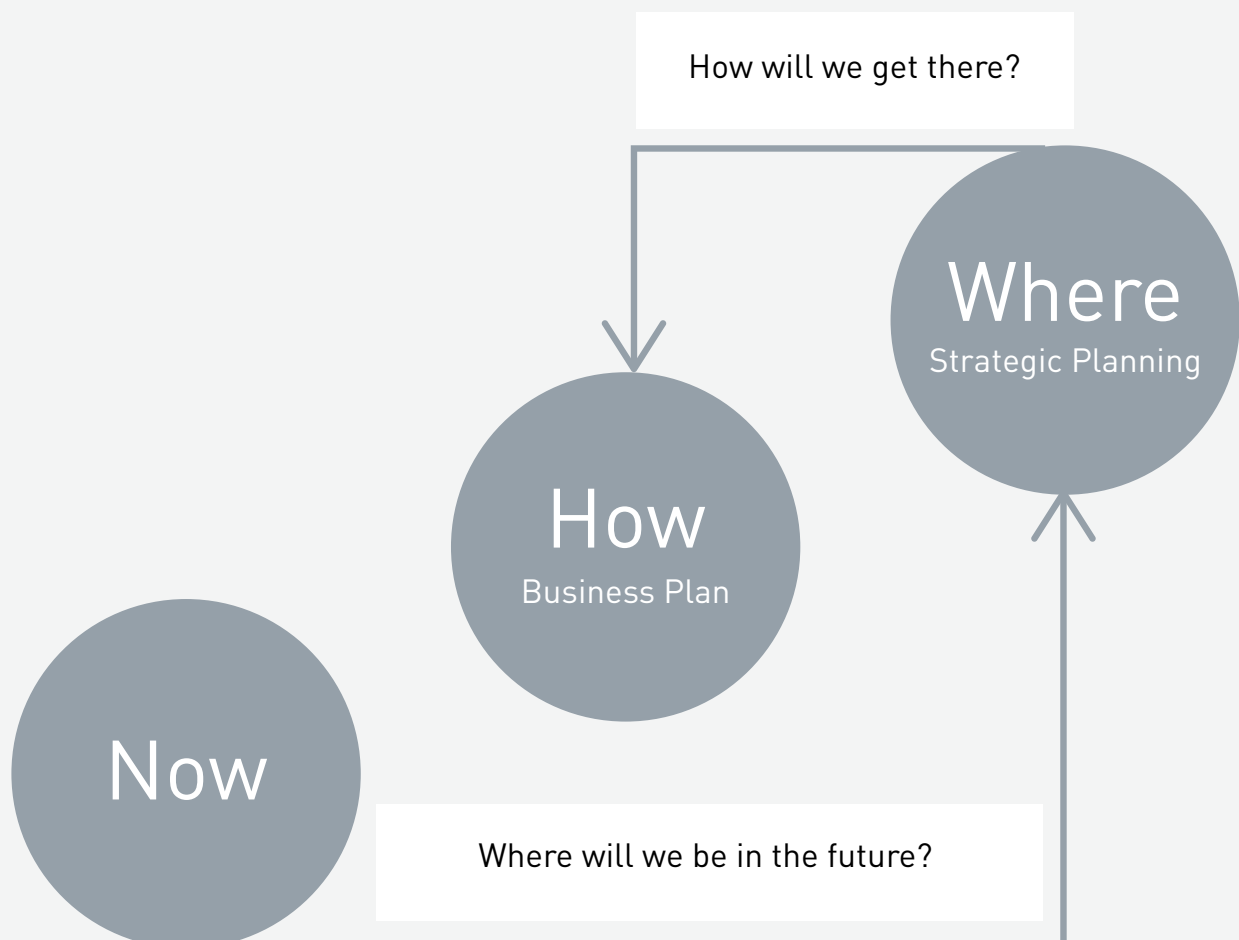 How will we get there?
Where
Strategic Planning
How
Business Plan
Now
Where will we be in the future?